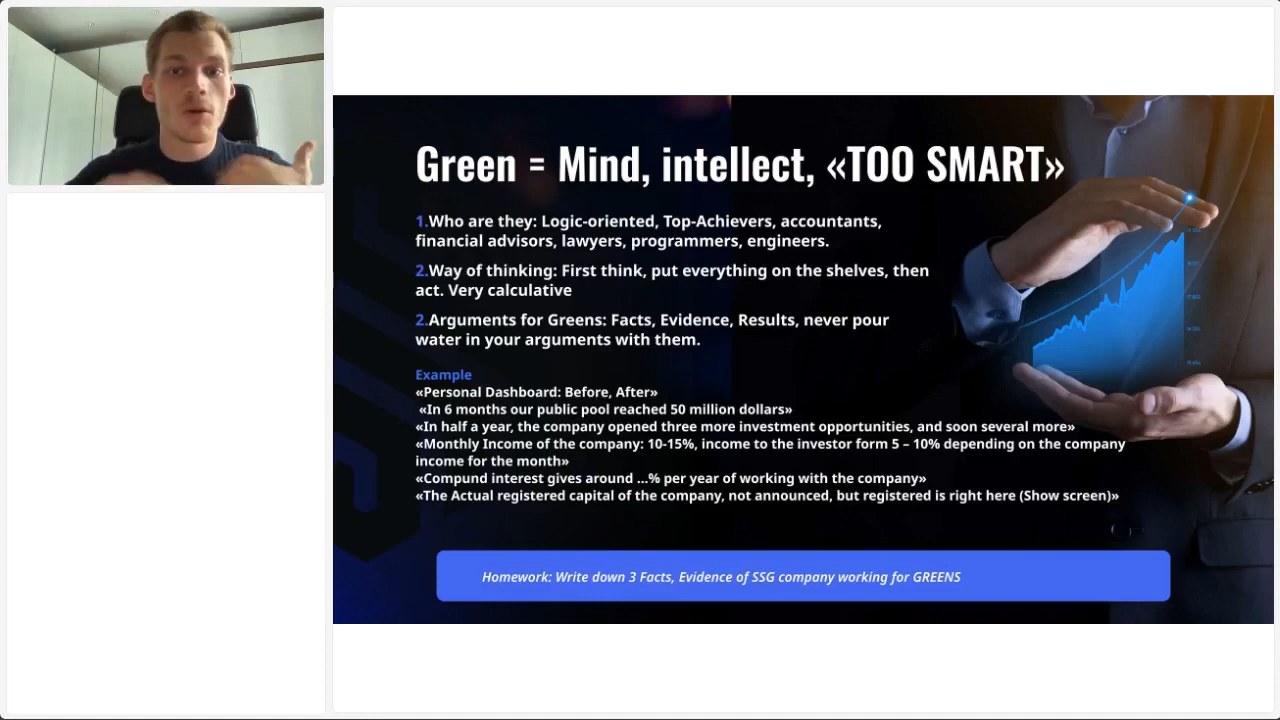 Green = Mind, intellect, «TOO SMART»
1.Who are they: Logic-oriented, Top-Achievers, accountants,
financial advisors, lawyers, programmers, engineers.
2.Way of thinking: First think, put everything on the shelves, then
act. Very calculative
2.Arguments for Greens: Facts, Evidence, Results, never pour
water in your arguments with them.
Example
«Personal Dashboard: Before, After»
«In 6 months our public pool reached 50 million dollars»
«In half a year, the company opened three more investment opportunities, and soon several more»
«Monthly Income of the company: 10-15%, income to the investor form 5 – 10% depending on the company
income for the month»
«Compund interest gives around ...% per year of working with the company»
«The Actual registered capital of the company, not announced, but registered is right here (Show screen)»
Homework: Write down 3 Facts, Evidence of SSG company working for GREENS